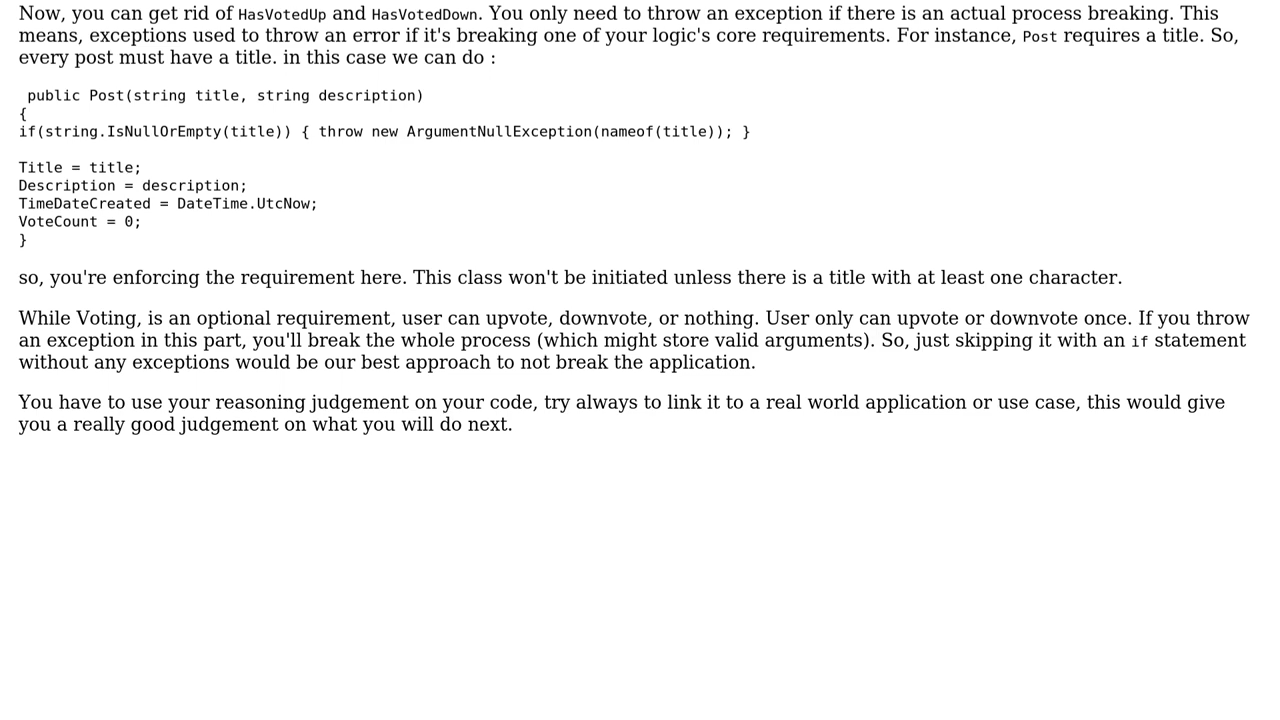 Now, you can get rid of HasVotedUp and HasVotedDown. You only need to throw an exception if there is an actual process breaking. This
means, exceptions used to throw an error if it's breaking one of your logic's core requirements. For instance, Post requires a title. So,
every post must have a title. in this case we can do :
public Post(string title, string description)
{
if(string.IsNullOrEmpty(title)) { throw new ArgumentNullException(nameof(title)); }
Title = title;
Description = description;
TimeDateCreated = DateTime.UtcNow;
VoteCount = 0;
}
so, you're enforcing the requirement here. This class won't be initiated unless there is a title with at least one character.
While Voting, is an optional requirement, user can upvote, downvote, or nothing. User only can upvote or downvote once. If you throw
an exception in this part, you'll break the whole process (which might store valid arguments). So, just skipping it with an if statement
without any exceptions would be our best approach to not break the application.
You have to use your reasoning judgement on your code, try always to link it to a real world application or use case, this would give
you a really good judgement on what you will do next.